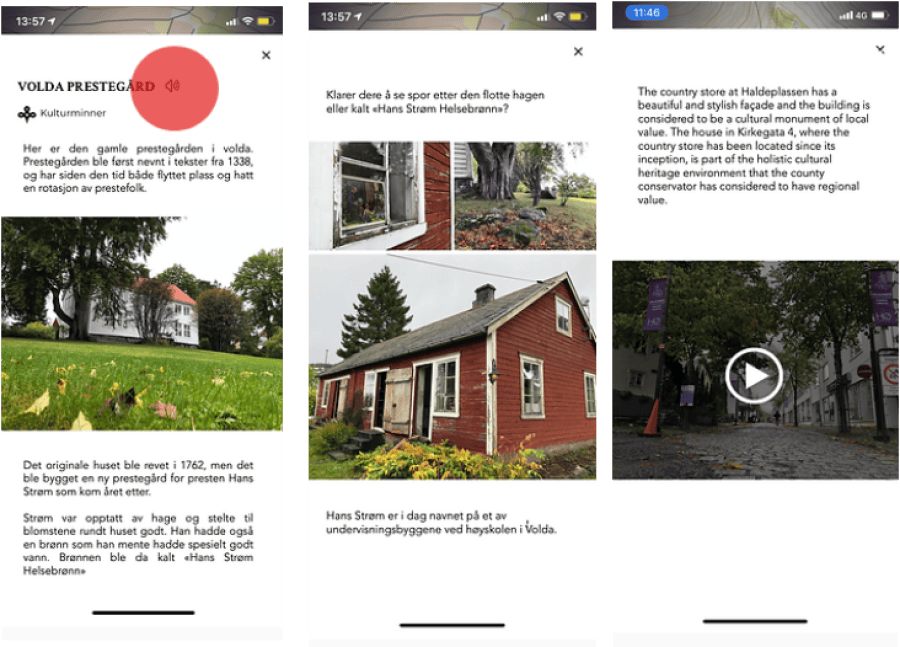 13:57
VOLDA PRESTEGÅRD
Kulturminner
Her er den gamle prestegården i volda.
Prestegården ble først nevnt i tekster fra 1338,
og har siden den tid både flyttet plass og hatt
en rotasjon av prestefolk.
Det originale huset ble revet i 1762, men det
ble bygget en ny prestegård for presten Hans
Strøm som kom året etter.
Strøm var opptatt av hage og stelte til
blomstene rundt huset godt. Han hadde også
en brønn som han mente hadde spesielt godt
vann. Brønnen ble da kalt «Hans Strøm
Helsebrønn»
13:57
Klarer dere å se spor etter den flotte hagen
eller kalt «Hans Strøm Helsebrønn»?
Hans Strøm er i dag navnet på et av
undervisningsbyggene ved høyskolen i Volda.
11:46
4G
The country store at Haldeplassen has a
beautiful and stylish façade and the building is
considered to be a cultural monument of local
value. The house in Kirkegata 4, where the
country store has been located since its
inception, is part of the holistic cultural
heritage environment that the county
conservator has considered to have regional
value.